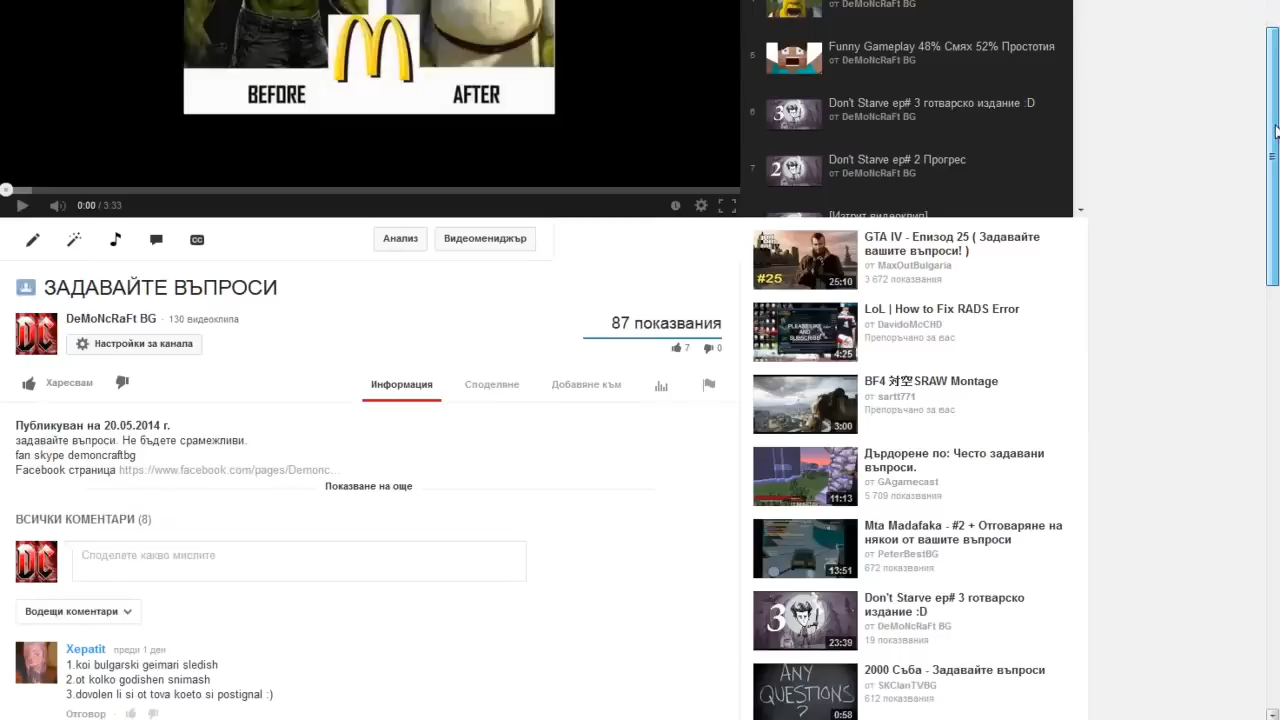 BEFORE
AFTER
0:00 / 3:33
от DeMoNcRaFt BG
5
Funny Gameplay 48% Смях 52% Простотия
от DeMoNcRaFt BG
6
Don't Starve ep# 3 готварско издание :D
от DeMoNcRaFt BG
7
Don't Starve ep# 2 Прогрес
от DeMoNcRaFt BG
[Изтрит видеоклип]
Анализ
Видеомениджър
ЗАДАВАЙТЕ ВЪПРОСИ
DeMoNcRaFt BG · 130 видеоклипа
Настройки за канала
87 показвания
7
0
Харесвам
Информация
Споделяне
Добавяне към
Публикуван на 20.05.2014 г.
задавайте въпроси. Не бъдете срамежливи.
fan skype demoncraftbg
Facebook страница https://www.facebook.com/pages/Demonc...
Показване на още
ВСИЧКИ КОМЕНТАРИ (8)
Споделете какво мислите
Водещи коментари
Xepatit преди 1 ден
1.koi bulgarski geimari sledish
2.ot kolko godishen snimash
3.dovolen li si ot tova koeto si postignal :)
Отговор
#25
25:10
GTA IV - Епизод 25 ( Задавайте
вашите въпроси! )
от MaxOutBulgaria
3 672 показвания
PLEASE LIKE
AND
SUBSCRIBE
4:25
LoL | How to Fix RADS Error
от DavidoMcCHD
Препоръчано за вас
3:00
BF4 対空SRAW Montage
от sartt771
Препоръчано за вас
11:13
Дърдорене по: Често задавани
въпроси.
от GAgamecast
5 709 показвания
13:51
Mta Madafaka - #2 + Отговаряне на
някои от вашите въпроси
от PeterBestBG
672 показвания
3
23:39
Don't Starve ep# 3 готварско
издание :D
от DeMoNcRaFt BG
19 показвания
ANY
QUESTIONS
?
0:58
2000 Съба - Задавайте въпроси
от SKClanTVBG
612 показвания